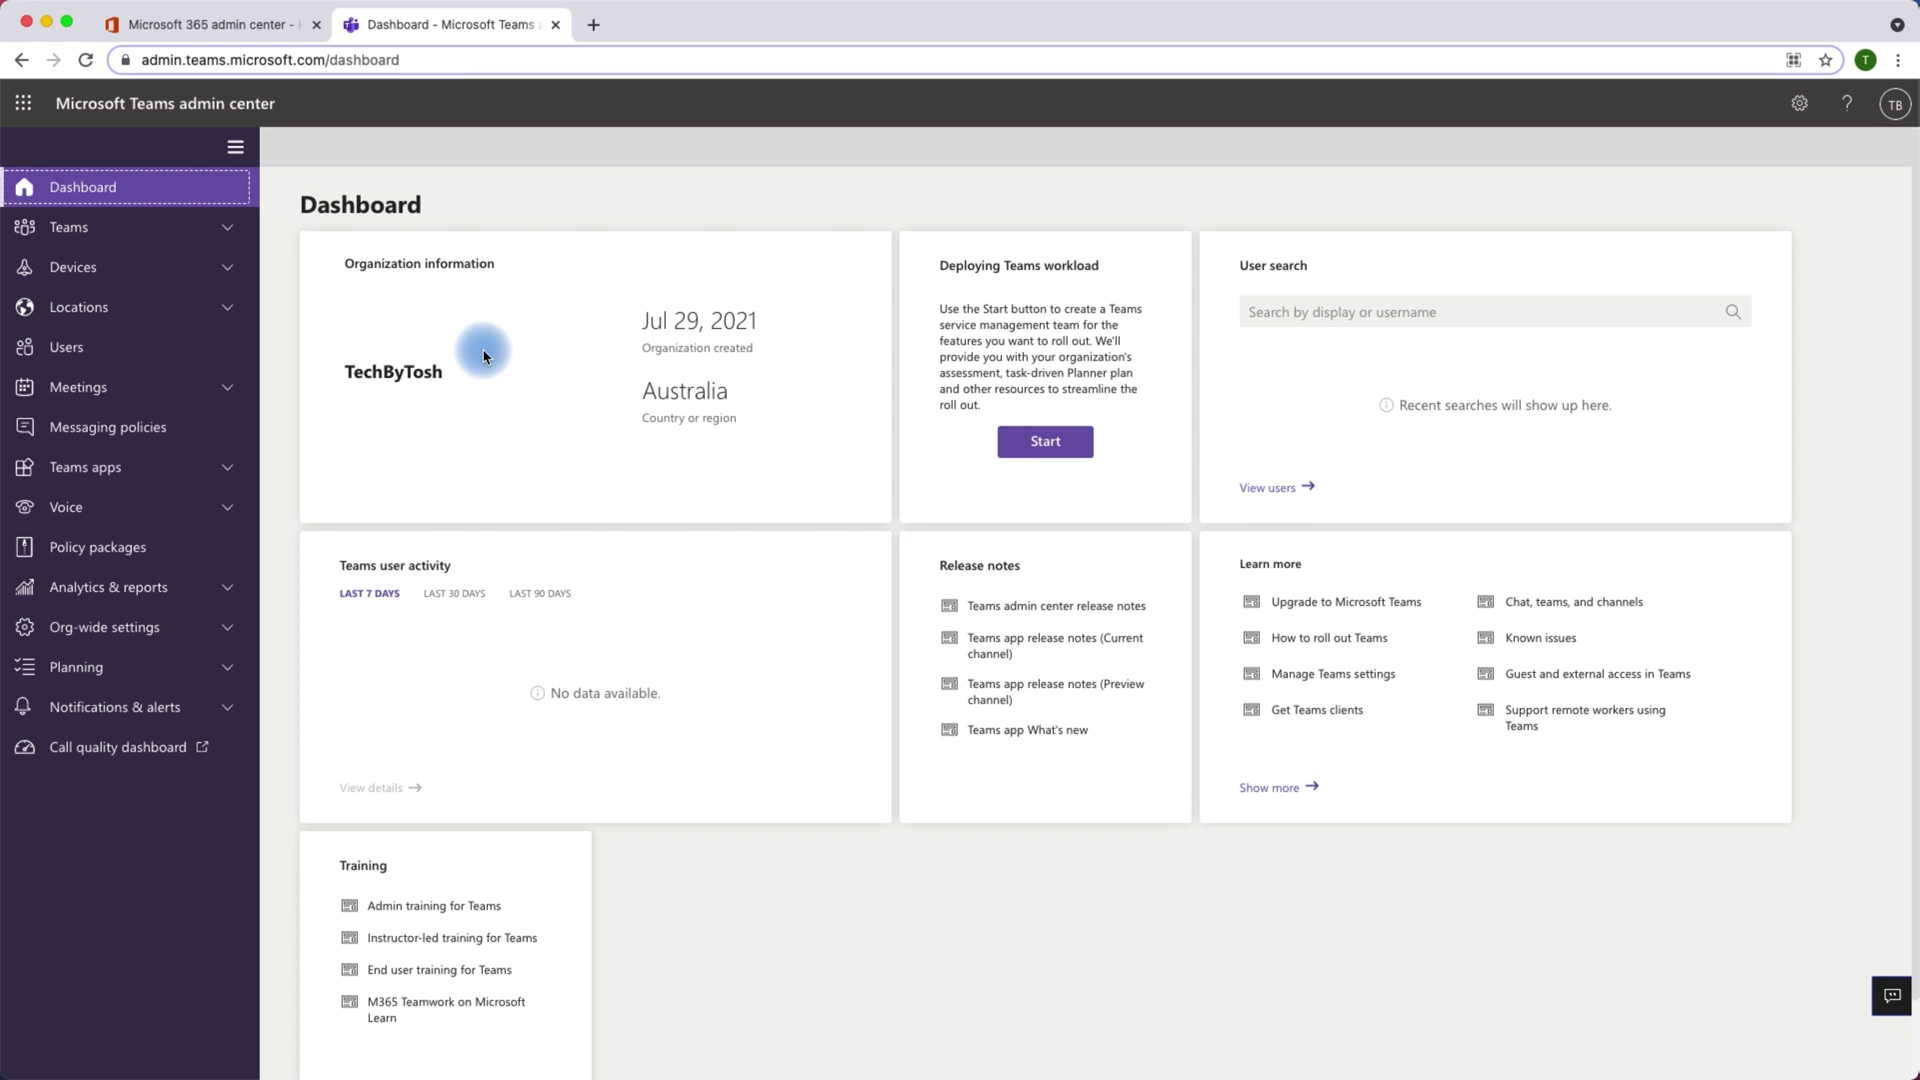 Microsoft 365 admin center -
Dashboard - Microsoft Teams
admin.teams.microsoft.com/dashboard
T
Microsoft Teams admin center
?
TB
Dashboard
Teams
Devices
Locations
Users
Meetings
Messaging policies
Teams apps
Voice
Policy packages
Analytics & reports
Org-wide settings
Planning
Notifications & alerts
Call quality dashboard
Dashboard
Organization information
TechByTosh
Jul 29, 2021
Organization created
Australia
Country or region
Deploying Teams workload
Use the Start button to create a Teams
service management team for the
features you want to roll out. We'll
provide you with your organization's
assessment, task-driven Planner plan
and other resources to streamline the
roll out.
Start
User search
Search by display or username
Recent searches will show up here.
View users
Teams user activity
LAST 7 DAYS LAST 30 DAYS LAST 90 DAYS
No data available.
View details
Release notes
Teams admin center release notes
Teams app release notes (Current
channel)
Teams app release notes (Preview
channel)
Teams app What's new
Learn more
Upgrade to Microsoft Teams
How to roll out Teams
Manage Teams settings
Get Teams clients
Chat, teams, and channels
Known issues
Guest and external access in Teams
Support remote workers using
Teams
Show more
Training
Admin training for Teams
Instructor-led training for Teams
End user training for Teams
M365 Teamwork on Microsoft
Learn